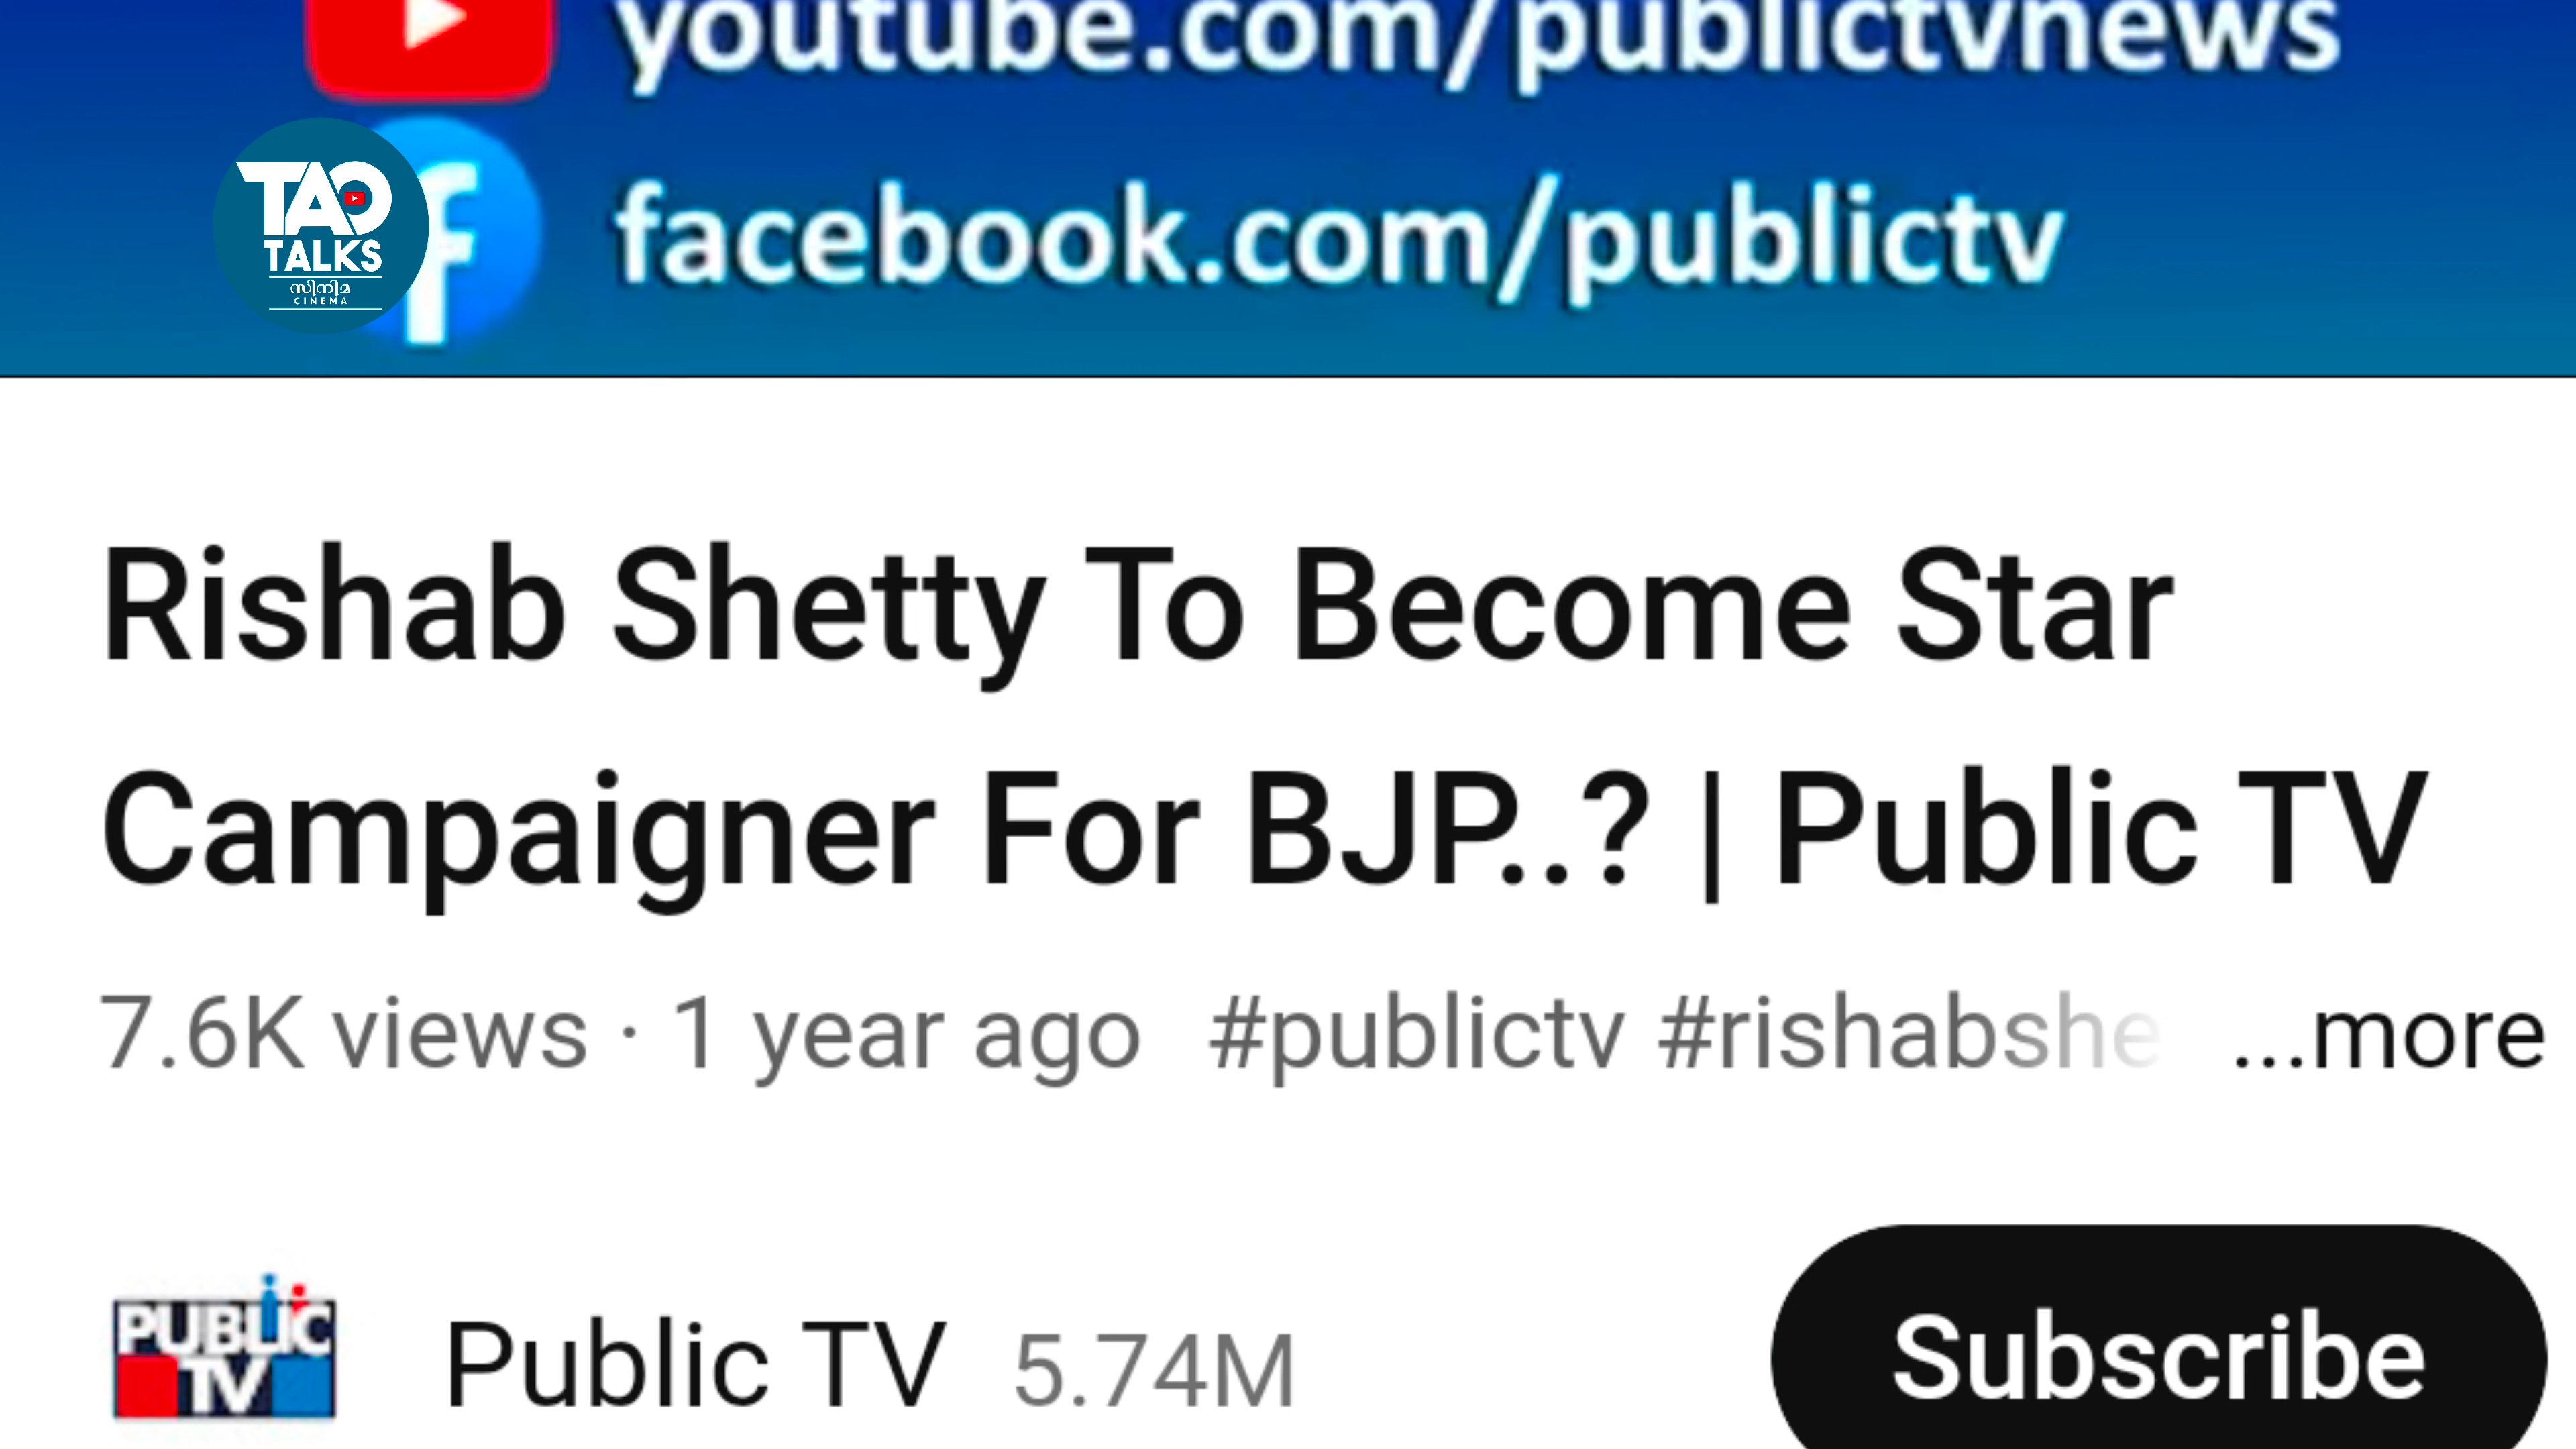 youtube.com/publictvnews
facebook.com/publictv
TAO
TALKS
സിനിമ
CINEMA
Rishab Shetty To Become Star
Campaigner For BJP..? | Public TV
7.6K views · 1 year ago #publictv #rishabshe ...more
PUBLiC
TV
Public TV 5.74M
Subscribe